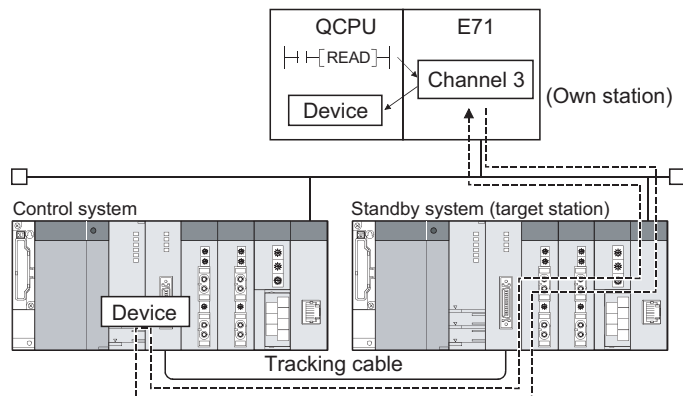 QCPU
E71
READ
Channel 3
Device
(Own station)
Control system
Standby system (target station)
Device
Tracking cable